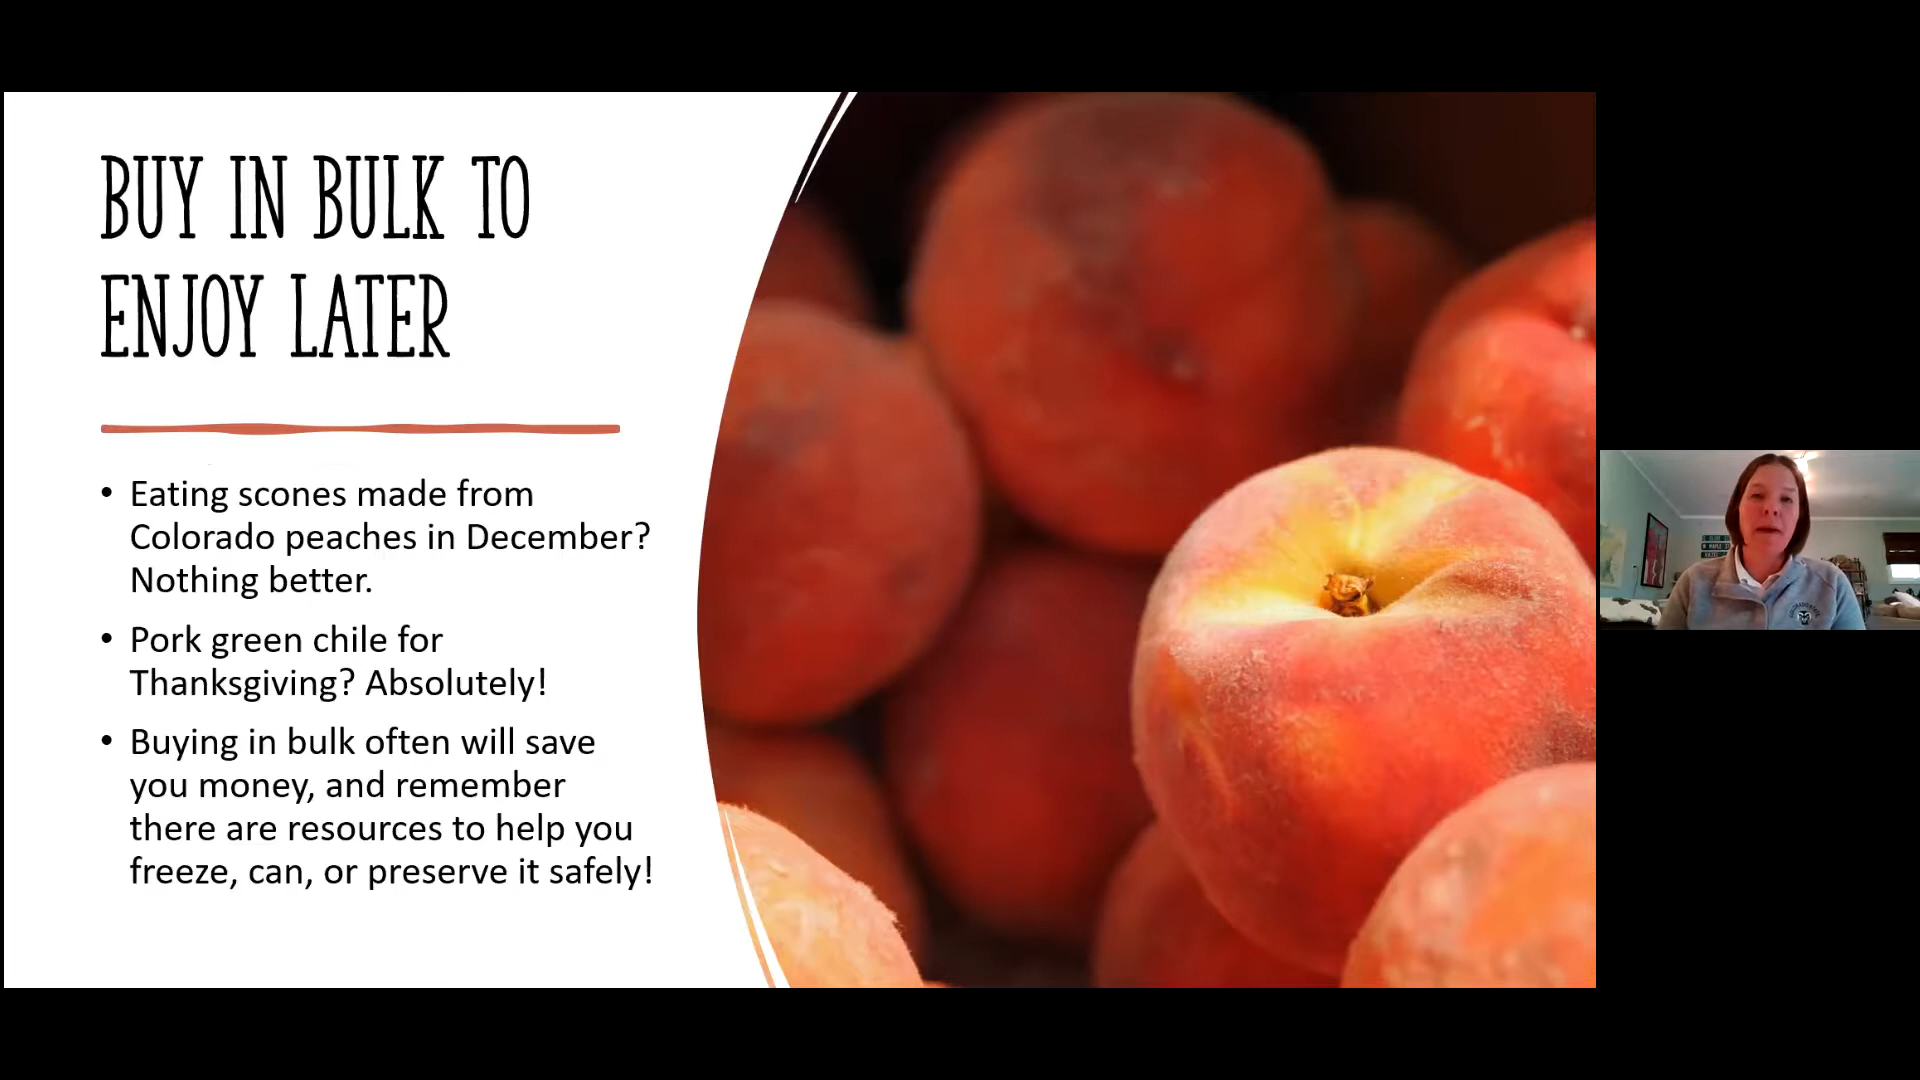 BUY IN BULK TO
ENJOY LATER
• Eating scones made from
Colorado peaches in December?
Nothing better.
• Pork green chile for
Thanksgiving? Absolutely!
• Buying in bulk often will save
you money, and remember
there are resources to help you
freeze, can, or preserve it safely!